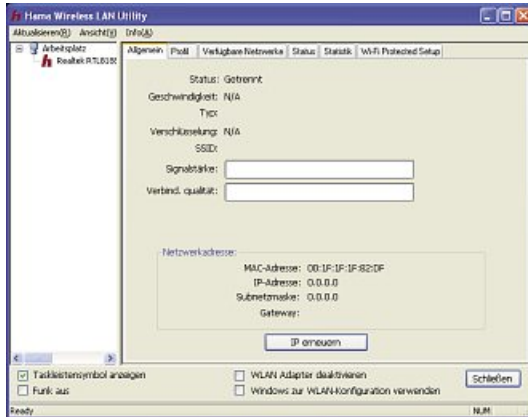 Hama Wireless LAN Utility
Aktualisieren(R) Ansicht(V) Info(A)
Arbeitsplatz
Realtek RTL818
Allgemein Profil Verfügbare Netzwerke Status Statistik Wi-Fi Protected Setup
Status: Getrennt
Geschwindigkeit: N/A
Typ:
Verschlüsselung: N/A
SSID:
Signalstärke:
Verbind. qualität:
Netzwerkadresse:
MAC-Adresse: 00:1F:1F:1F:82:DF
IP-Adresse: 0.0.0.0
Subnetzmaske: 0.0.0.0
Gateway:
IP erneuern
Taskleistensymbol anzeigen
WLAN Adapter deaktivieren
Schließen
Funk aus
Windows zur WLAN-Konfiguration verwenden
Ready NUM